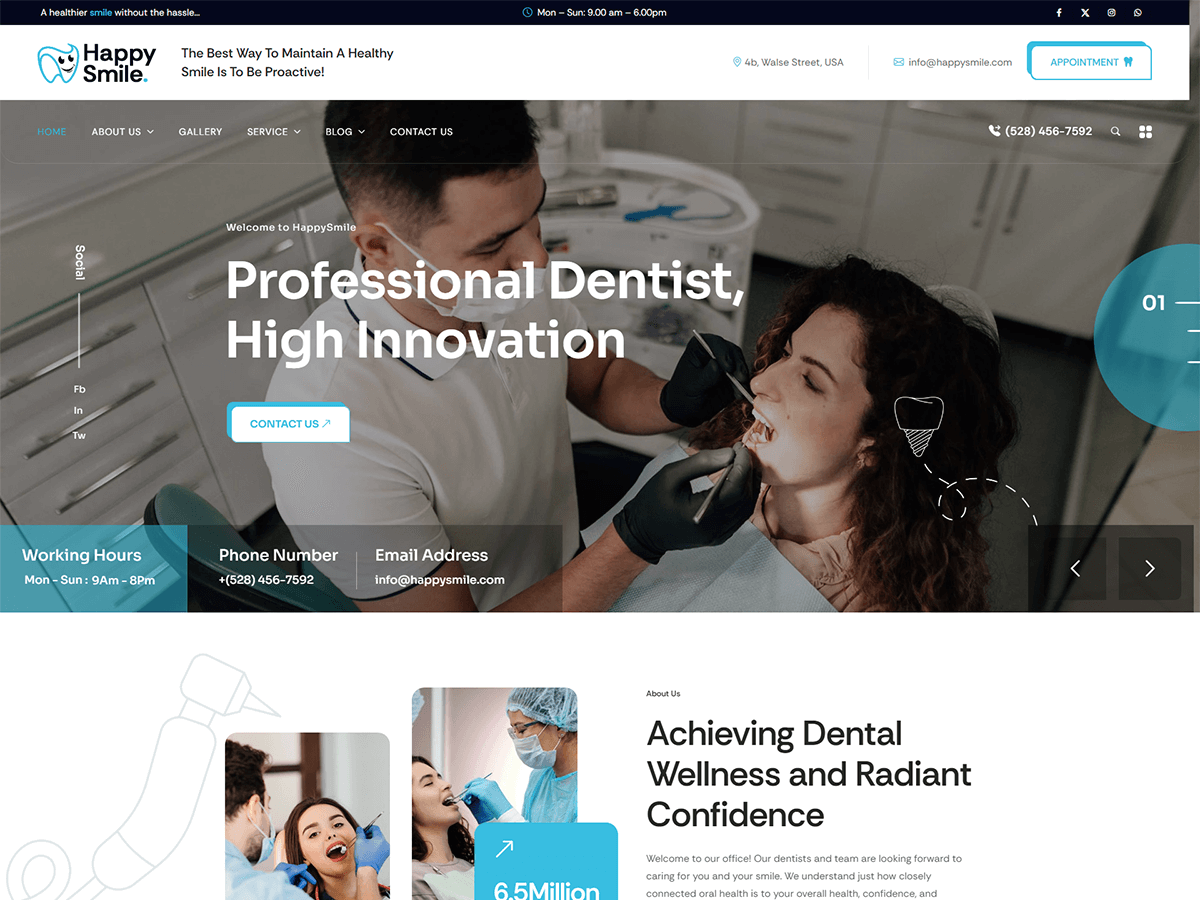 A healthier smile without the hassle...
Mon – Sun: 9.00 am – 6.00pm
Happy
Smile.
The Best Way To Maintain A Healthy
Smile Is To Be Proactive!
4b, Walse Street, USA
info@happysmile.com
APPOINTMENT
HOME
ABOUT US
GALLERY
SERVICE
BLOG
CONTACT US
(528) 456-7592
Welcome to HappySmile
Professional Dentist,
High Innovation
CONTACT US
Social
Fb
In
Tw
01
Working Hours
Mon - Sun : 9Am - 8Pm
Phone Number
+(528) 456-7592
Email Address
info@happysmile.com
About Us
Achieving Dental
Wellness and Radiant
Confidence
Welcome to our office! Our dentists and team are looking forward to
caring for you and your smile. We understand just how closely
connected oral health is to your overall health, confidence, and
6.5Million